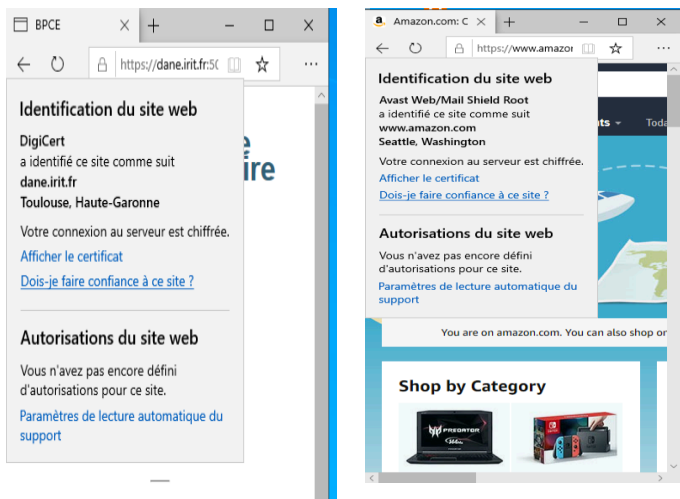 BPCE
https://dane.irit.fr:5(
Identification du site web
DigiCert
a identifié ce site comme suit
dane.irit.fr
Toulouse, Haute-Garonne
Votre connexion au serveur est chiffrée.
Afficher le certificat
Dois-je faire confiance à ce site ?
Autorisations du site web
Vous n'avez pas encore défini
d'autorisations pour ce site.
Paramètres de lecture automatique du
support
ire
Amazon.com: C
https://www.amazor
Identification du site web
Avast Web/Mail Shield Root
a identifié ce site comme suit
www.amazon.com
Seattle, Washington
Votre connexion au serveur est chiffrée.
Afficher le certificat
Dois-je faire confiance à ce site ?
Autorisations du site web
Vous n'avez pas encore défini
d'autorisations pour ce site.
Paramètres de lecture automatique du
support
ts
Toda
You are on amazon.com. You can also shop or
Shop by Category
PREDATOR